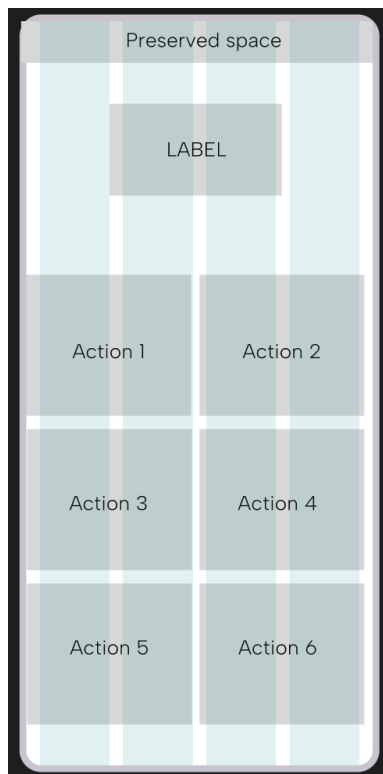 Preserved space
LABEL
Action 1
Action 2
Action 3
Action 4
Action 5
Action 6